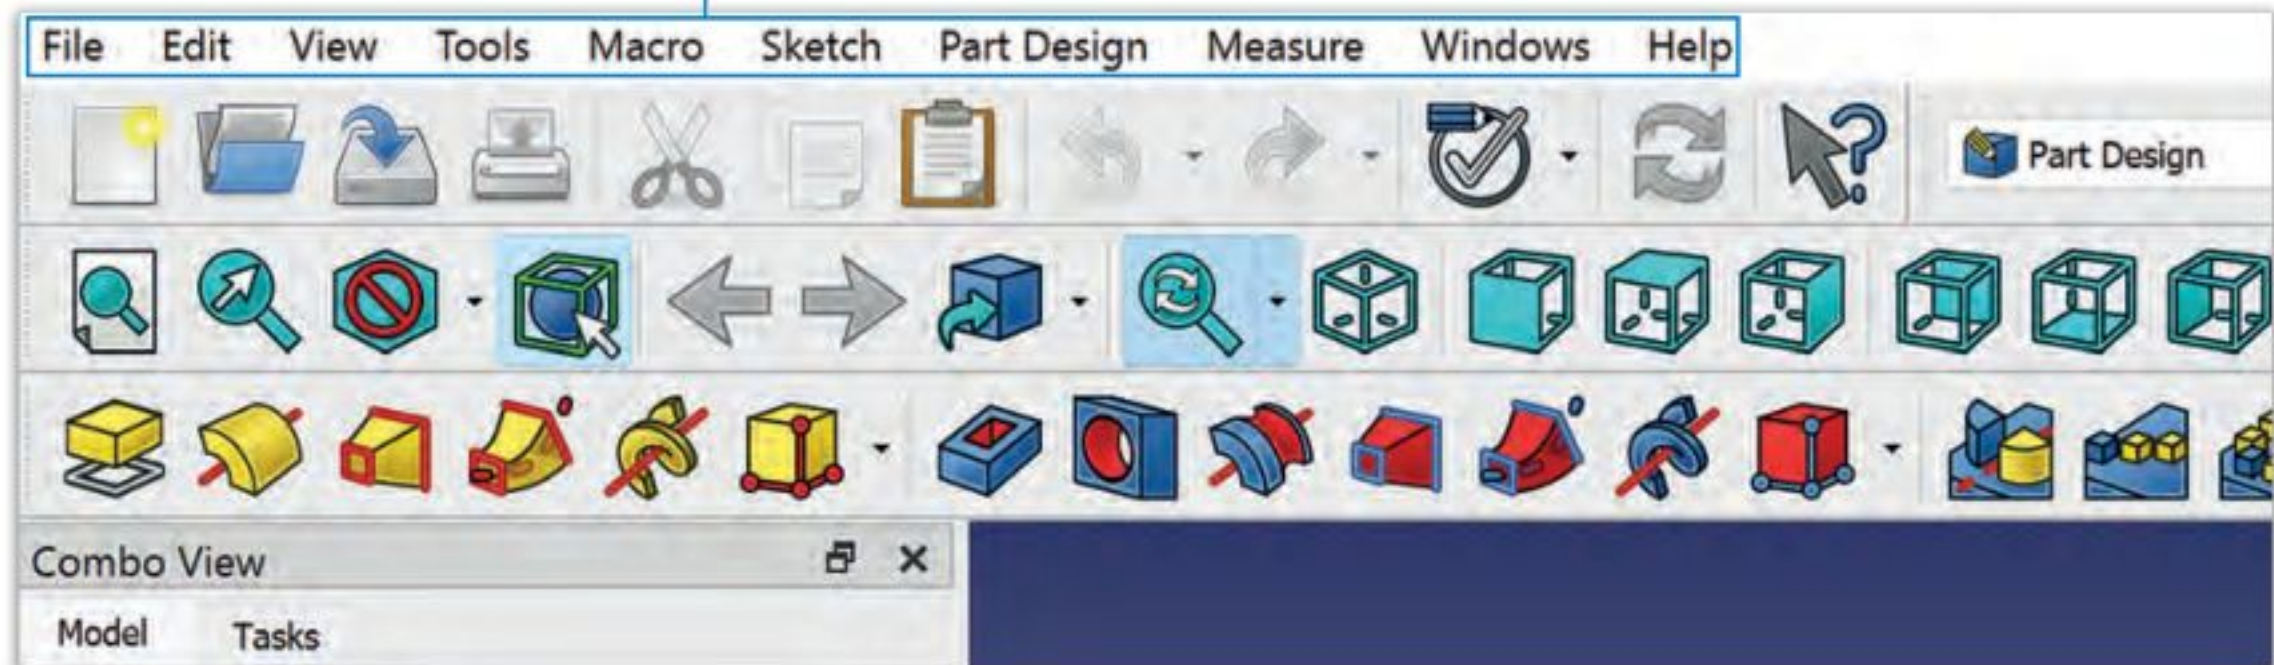 File Edit View Tools Macro Sketch Part Design Measure Windows Help
Part Design
Combo View
Model Tasks